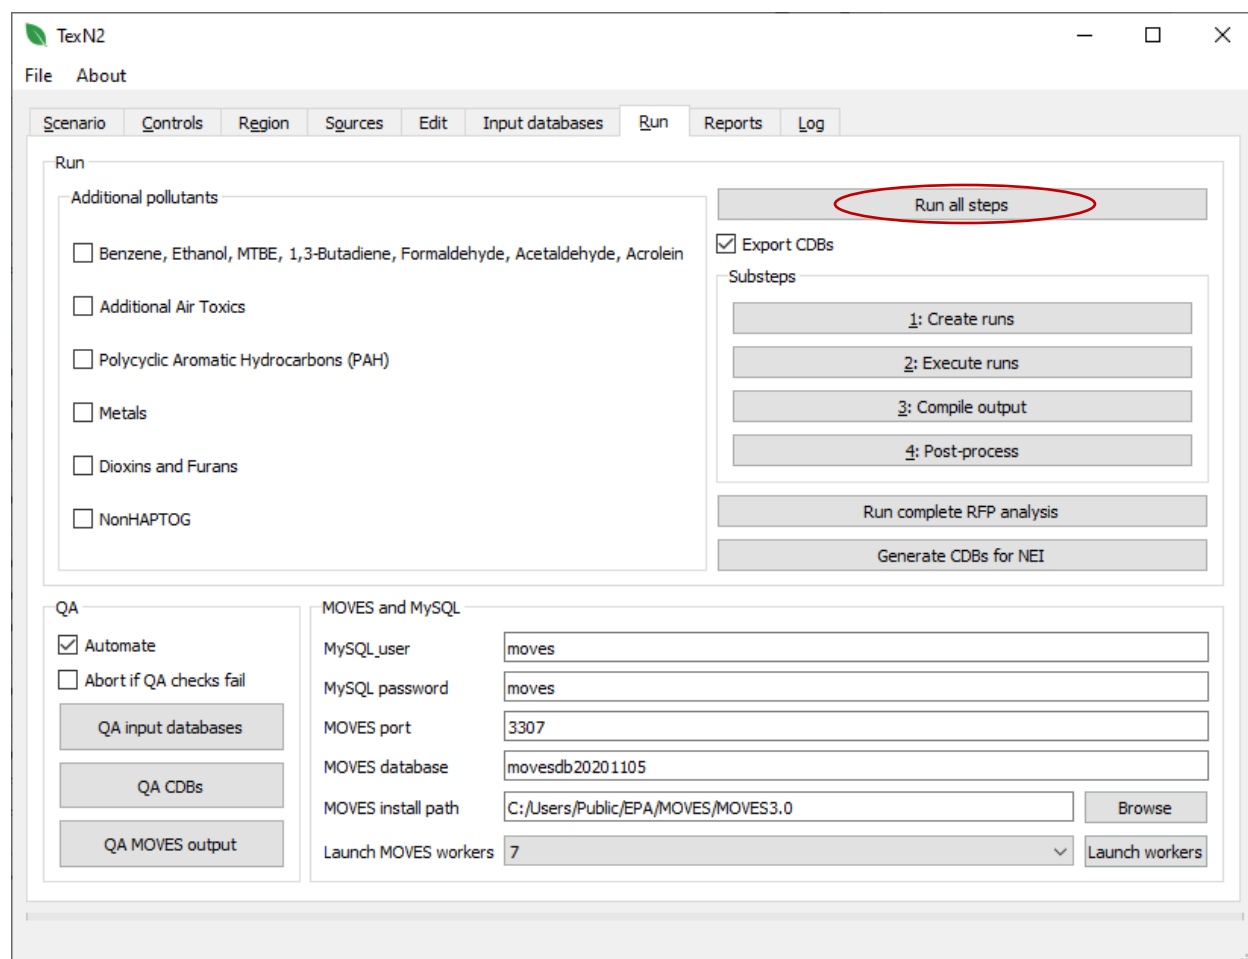 TexN2
File About
Scenario Controls Region Sources Edit Input databases Run Reports Log
Run
Additional pollutants
Benzene, Ethanol, MTBE, 1,3-Butadiene, Formaldehyde, Acetaldehyde, Acrolein
Additional Air Toxics
Polycyclic Aromatic Hydrocarbons (PAH)
Metals
Dioxins and Furans
NonHAPTOG
Run all steps
Export CDBs
Substeps
1: Create runs
2: Execute runs
3: Compile output
4: Post-process
Run complete RFP analysis
Generate CDBs for NEI
QA
Automate
Abort if QA checks fail
QA input databases
QA CDBs
QA MOVES output
MOVES and MySQL
MySQL_user moves
MySQL password moves
MOVES port 3307
MOVES database movesdb20201105
MOVES install path C:/Users/Public/EPA/MOVES/MOVES3.0 Browse
Launch MOVES workers 7 Launch workers